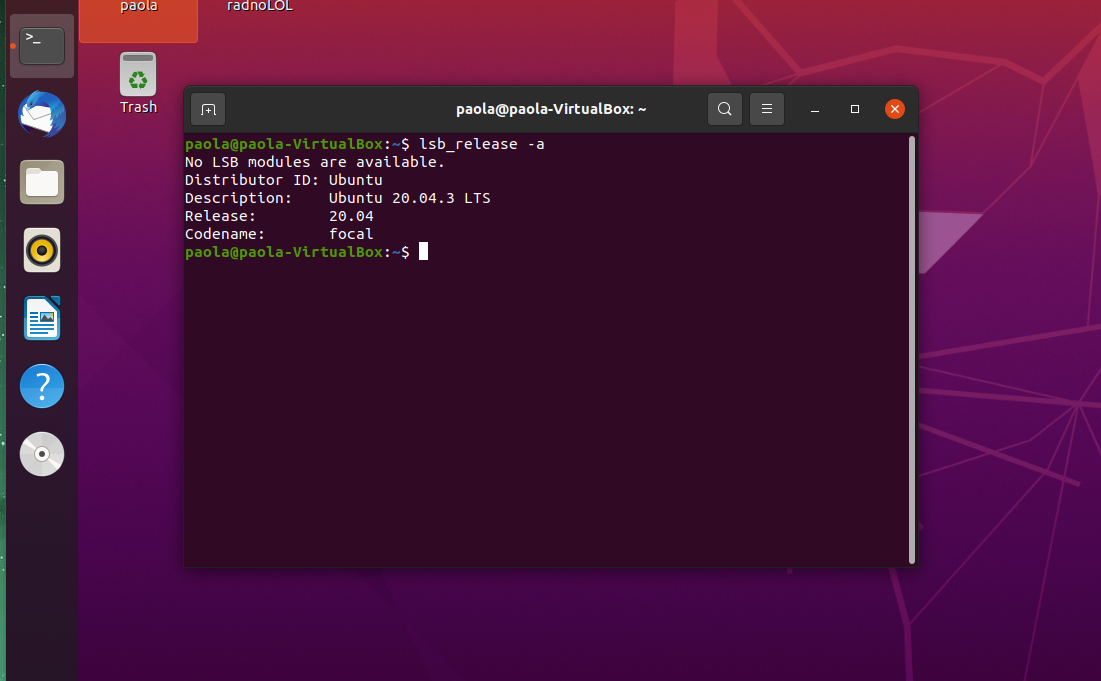 paola
radnoLOL
Trash
paola@paola-VirtualBox: ~
paola@paola-VirtualBox:~$ lsb_release -a
No LSB modules are available.
Distributor ID: Ubuntu
Description:    Ubuntu 20.04.3 LTS
Release:        20.04
Codename:       focal
paola@paola-VirtualBox:~$